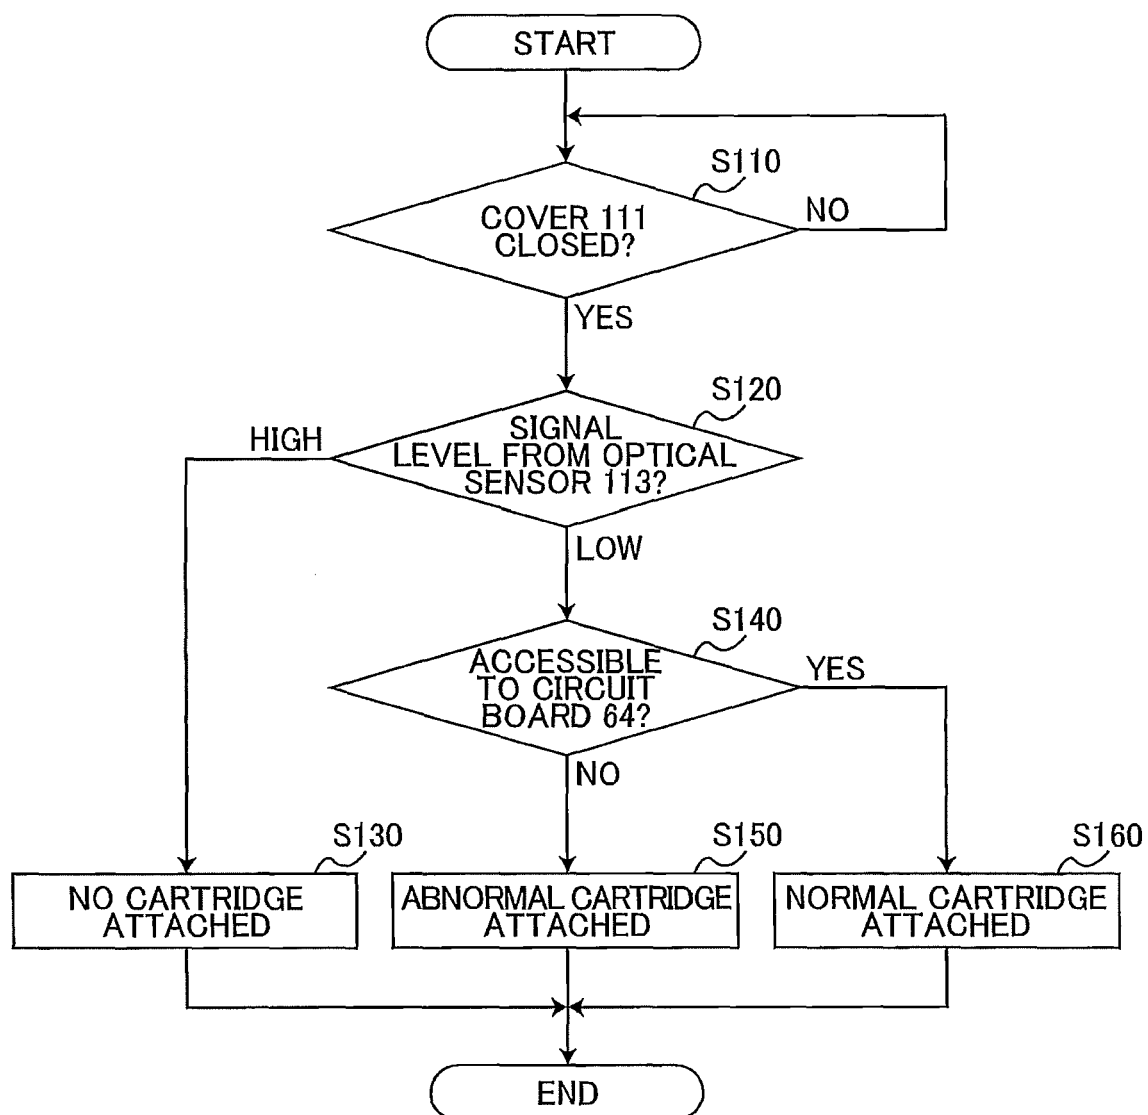 START
S110
COVER 111
CLOSED?
NO
YES
S120
SIGNAL
LEVEL FROM OPTICAL
SENSOR 113?
HIGH
LOW
S140
ACCESSIBLE
TO CIRCUIT
BOARD 64?
YES
NO
S130
NO CARTRIDGE
ATTACHED
S150
ABNORMAL CARTRIDGE
ATTACHED
S160
NORMAL CARTRIDGE
ATTACHED
END